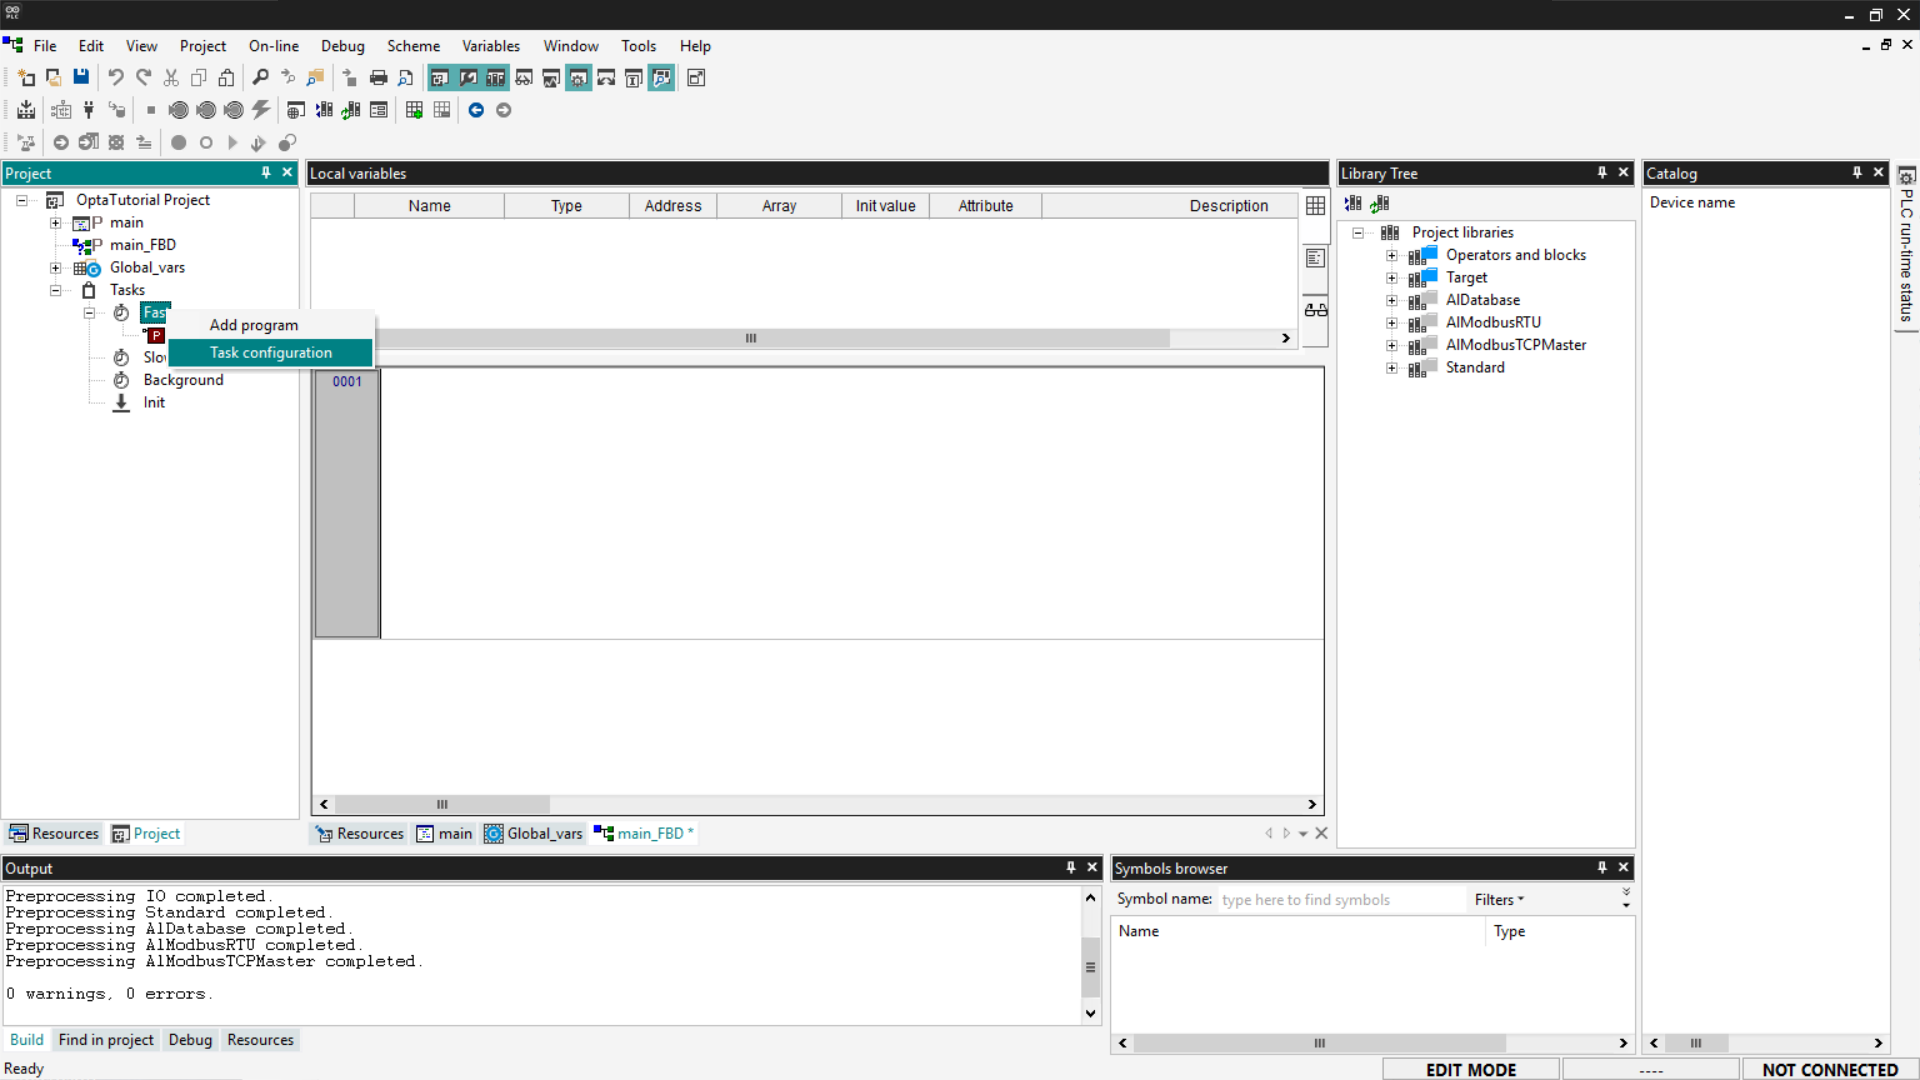 PLC
File Edit View Project On-line Debug Scheme Variables Window Tools Help
Project
OptaTutorial Project
P main
P main_FBD
Global_vars
Tasks
Fas
P
Slo
Background
Init
Add program
Task configuration
Local variables
Name Type Address Array Init value Attribute Description
0001
Library Tree
Project libraries
Operators and blocks
Target
AlDatabase
AlModbusRTU
AlModbusTCPMaster
Standard
Catalog
Device name
PLC run-time status
Resources Project
Resources main Global_vars main_FBD *
Output
Preprocessing IO completed.
Preprocessing Standard completed.
Preprocessing AlDatabase completed.
Preprocessing AlModbusRTU completed.
Preprocessing AlModbusTCPMaster completed.
0 warnings, 0 errors.
Build Find in project Debug Resources
Symbols browser
Symbol name: type here to find symbols Filters
Name Type
Ready
EDIT MODE ---- NOT CONNECTED